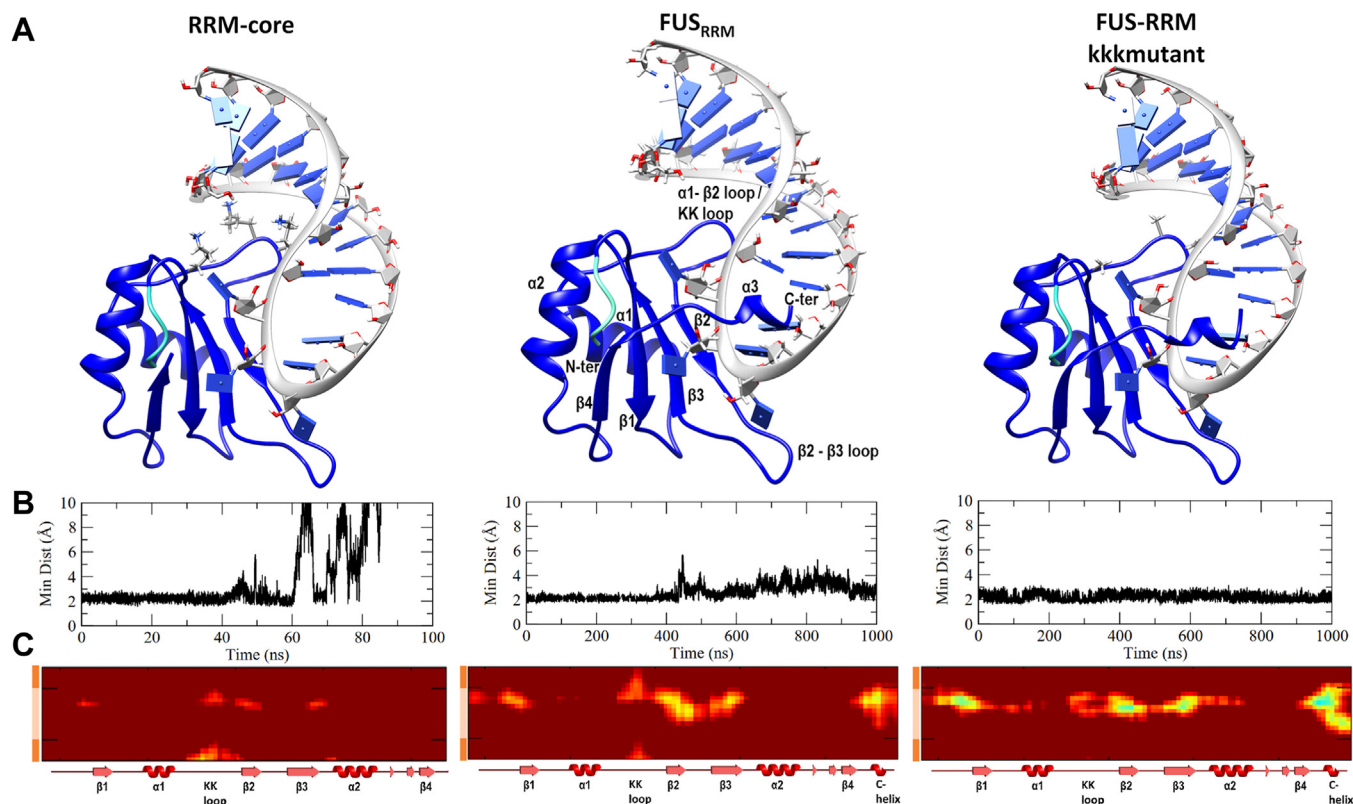 A
RRM-core
FUSRRM
FUS-RRM
kkkmutant
α1- β2 loop /
KK loop
α2
α1
α3
C-ter
β2
N-ter
β4
β1
β3
β2 - β3 loop
B
10
8
6
4
2
0
Min Dist (Å)
0 20 40 60 80 100
Time (ns)
10
8
6
4
2
0
Min Dist (Å)
0 200 400 600 800 1000
Time (ns)
10
8
6
4
2
0
Min Dist (Å)
0 200 400 600 800 1000
Time (ns)
C
β1 α1 KK loop β2 β3 α2 β4
β1 α1 KK loop β2 β3 α2 β4 C-helix
β1 α1 KK loop β2 β3 α2 β4 C-helix